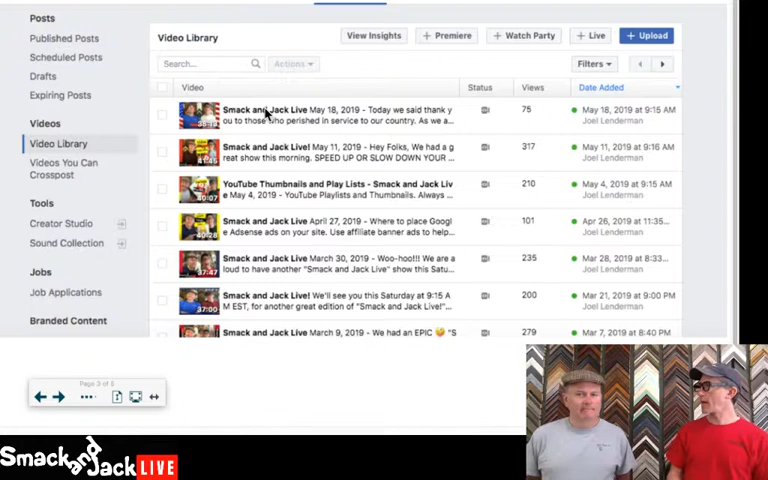 Posts
Published Posts
Scheduled Posts
Drafts
Expiring Posts
Videos
Video Library
Videos You Can
Crosspost
Tools
Creator Studio
Sound Collection
Jobs
Job Applications
Branded Content
Video Library
View Insights
+ Premiere
+ Watch Party
+ Live
+ Upload
Search...
Actions
Filters
Video
Status
Views
Date Added
Smack and Jack Live May 18, 2019 - Today we said thank y
ou to those who perished in service to our country. As we a...
75
May 18, 2019 at 9:15 AM
Joel Lenderman
41:45
Smack and Jack Live! May 11, 2019 - Hey Folks, We had a g
reat show this morning. SPEED UP OR SLOW DOWN YOUR ...
317
May 11, 2019 at 9:16 AM
Joel Lenderman
40:07
YouTube Thumbnails and Play Lists - Smack and Jack Liv
e May 4, 2019 - YouTube Playlists and Thumbnails. Always...
210
May 4, 2019 at 9:15 AM
Joel Lenderman
40:28
Smack and Jack Live! April 27, 2019 - Where to place Googl
e Adsense ads on your site. Use affiliate banner ads to help...
101
Apr 26, 2019 at 11:35...
Joel Lenderman
37:47
Smack and Jack Live! March 30, 2019 - Woo-hoo!!! We are a
loud to have another "Smack and Jack Live" show this Satu...
235
Mar 28, 2019 at 8:33...
Joel Lenderman
37:00
Smack and Jack Live! We'll see you this Saturday at 9:15 A
M EST, for another great edition of "Smack and Jack Live!"...
200
Mar 21, 2019 at 9:00 PM
Joel Lenderman
Smack and Jack Live March 9, 2019 - We had an EPIC 🤣 "S
279
Mar 7, 2019 at 8:40 PM
Page 3 of 5
Smack and Jack LIVE